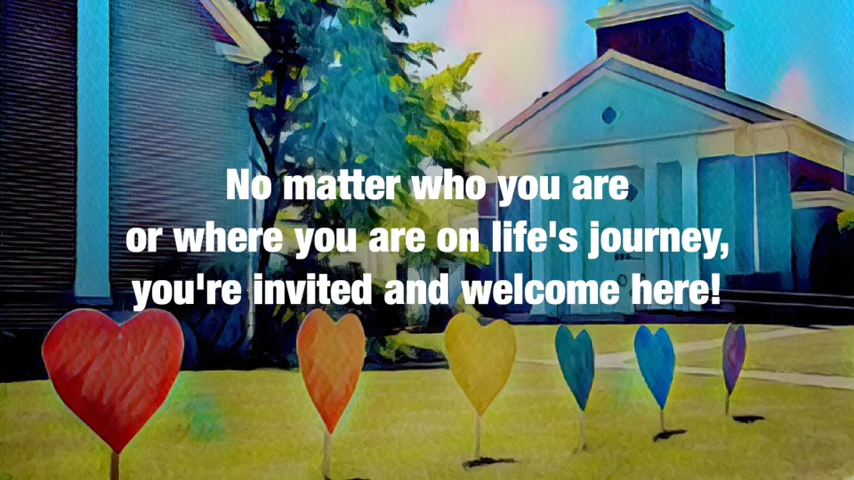 No matter who you are
or where you are on life's journey,
you're invited and welcome here!